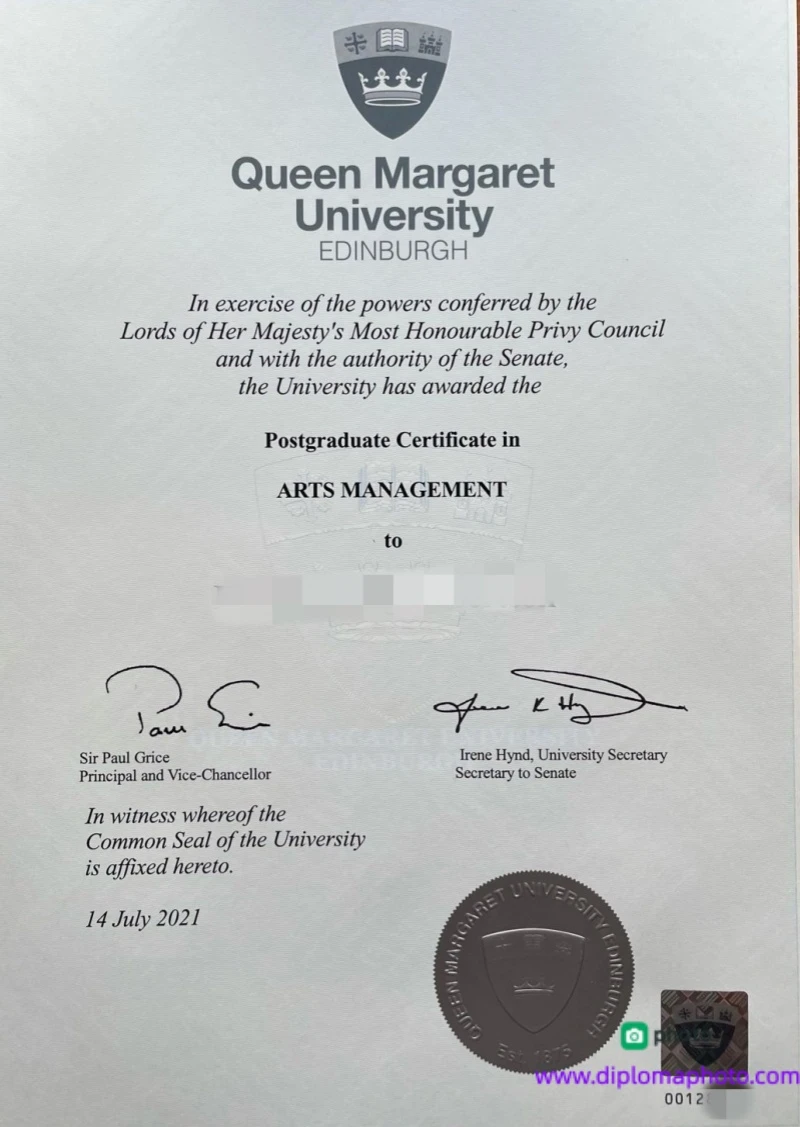 Queen Margaret
University
EDINBURGH
In exercise of the powers conferred by the
Lords of Her Majesty's Most Honourable Privy Council
and with the authority of the Senate,
the University has awarded the
Postgraduate Certificate in
ARTS MANAGEMENT
to
QUEEN MARGARET UNIVERSITY
EDINBURGH
Sir Paul Grice
Principal and Vice-Chancellor
Irene Hynd, University Secretary
Secretary to Senate
In witness whereof the
Common Seal of the University
is affixed hereto.
14 July 2021
QUEEN MARGARET UNIVERSITY EDINBURGH
Est. 1875
www.diplomaphoto.com
0012